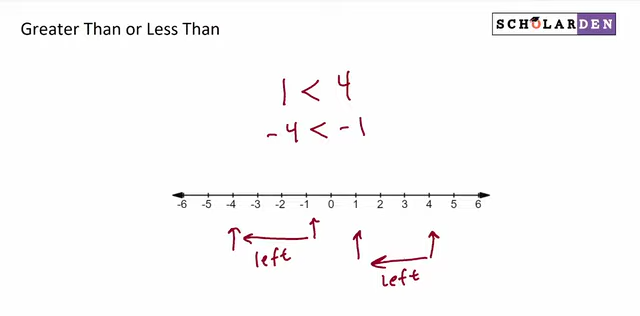 Greater Than or Less Than
SCHOLARDEN
1 < 4
-4 < -1
-6 -5 -4 -3 -2 -1 0 1 2 3 4 5 6
left
left